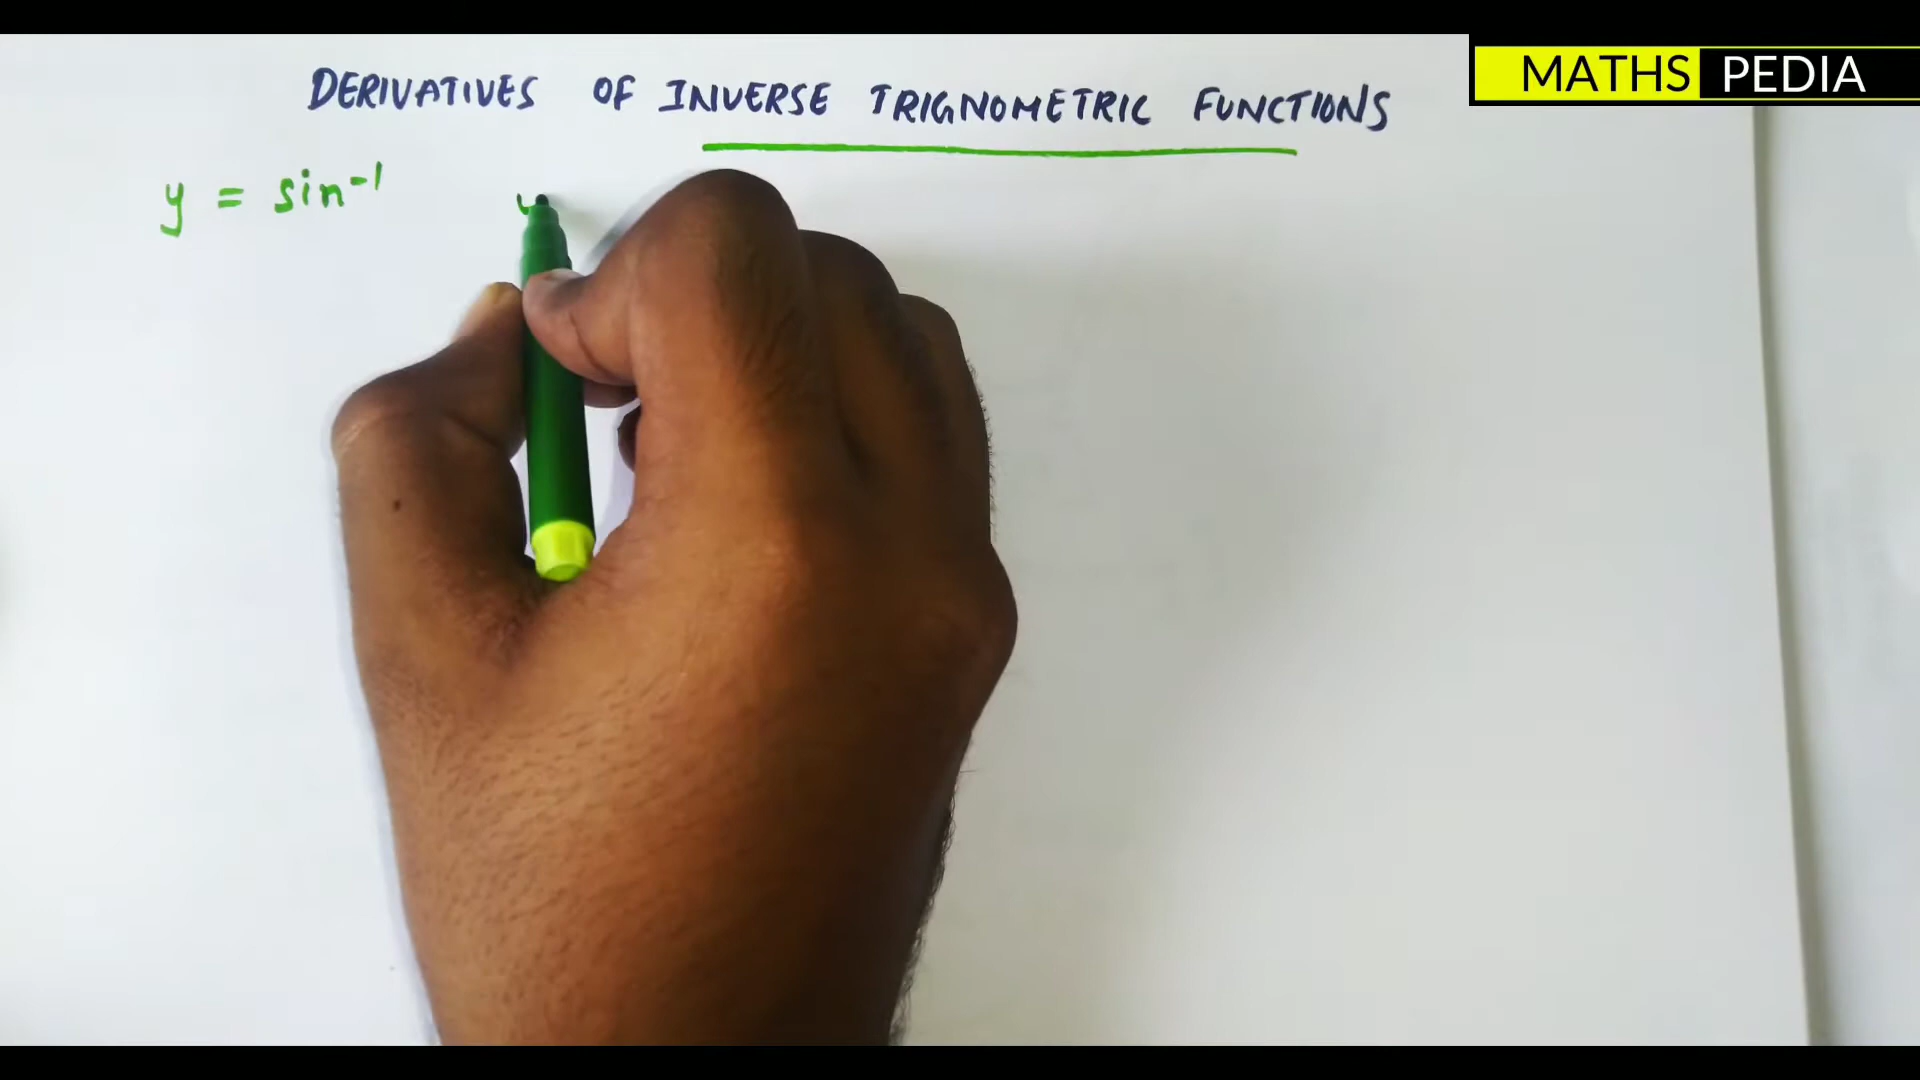 MATHS PEDIA
DERIVATIVES OF INVERSE TRIGNOMETRIC FUNCTIONS
y = sin⁻¹